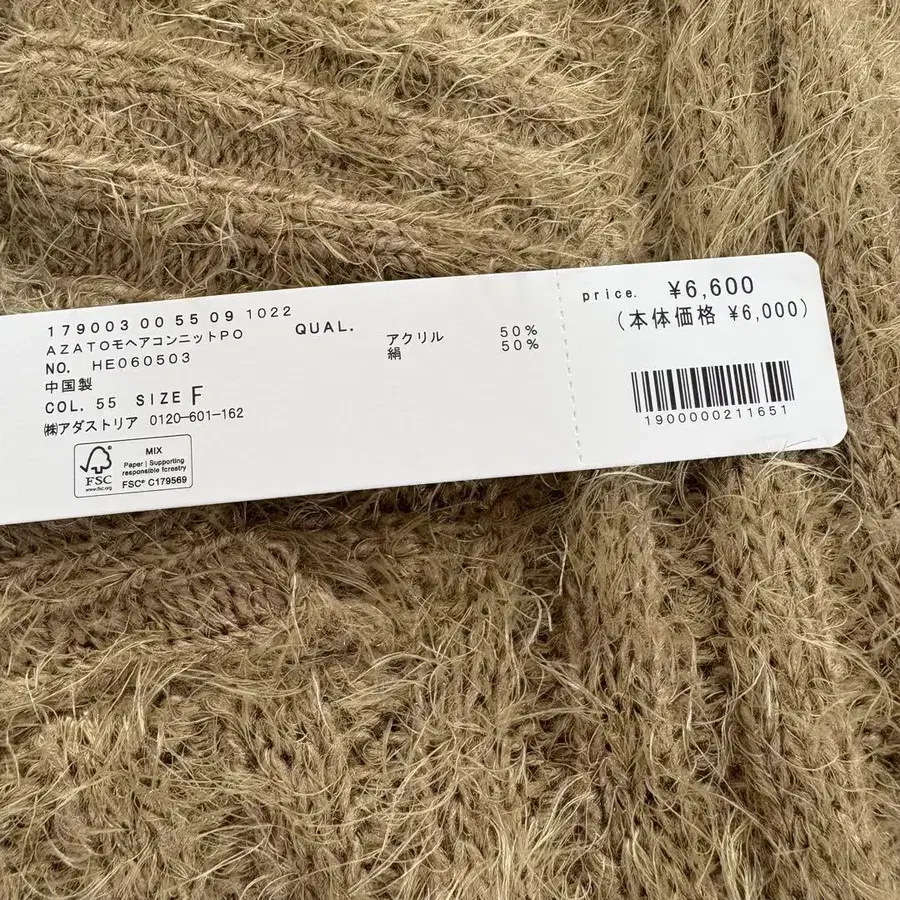 179003 00 55 09 1022
AZATOモヘアコンニットPO
NO. HE060503
中国製
COL. 55 SIZE F
㈱アダストリア 0120-601-162
FSC
www.fsc.org
MIX
Paper | Supporting
responsible forestry
FSC® C179569
QUAL.
アクリル 50%
絹 50%
price. ¥6,600
(本体価格 ¥6,000)
1900000211651